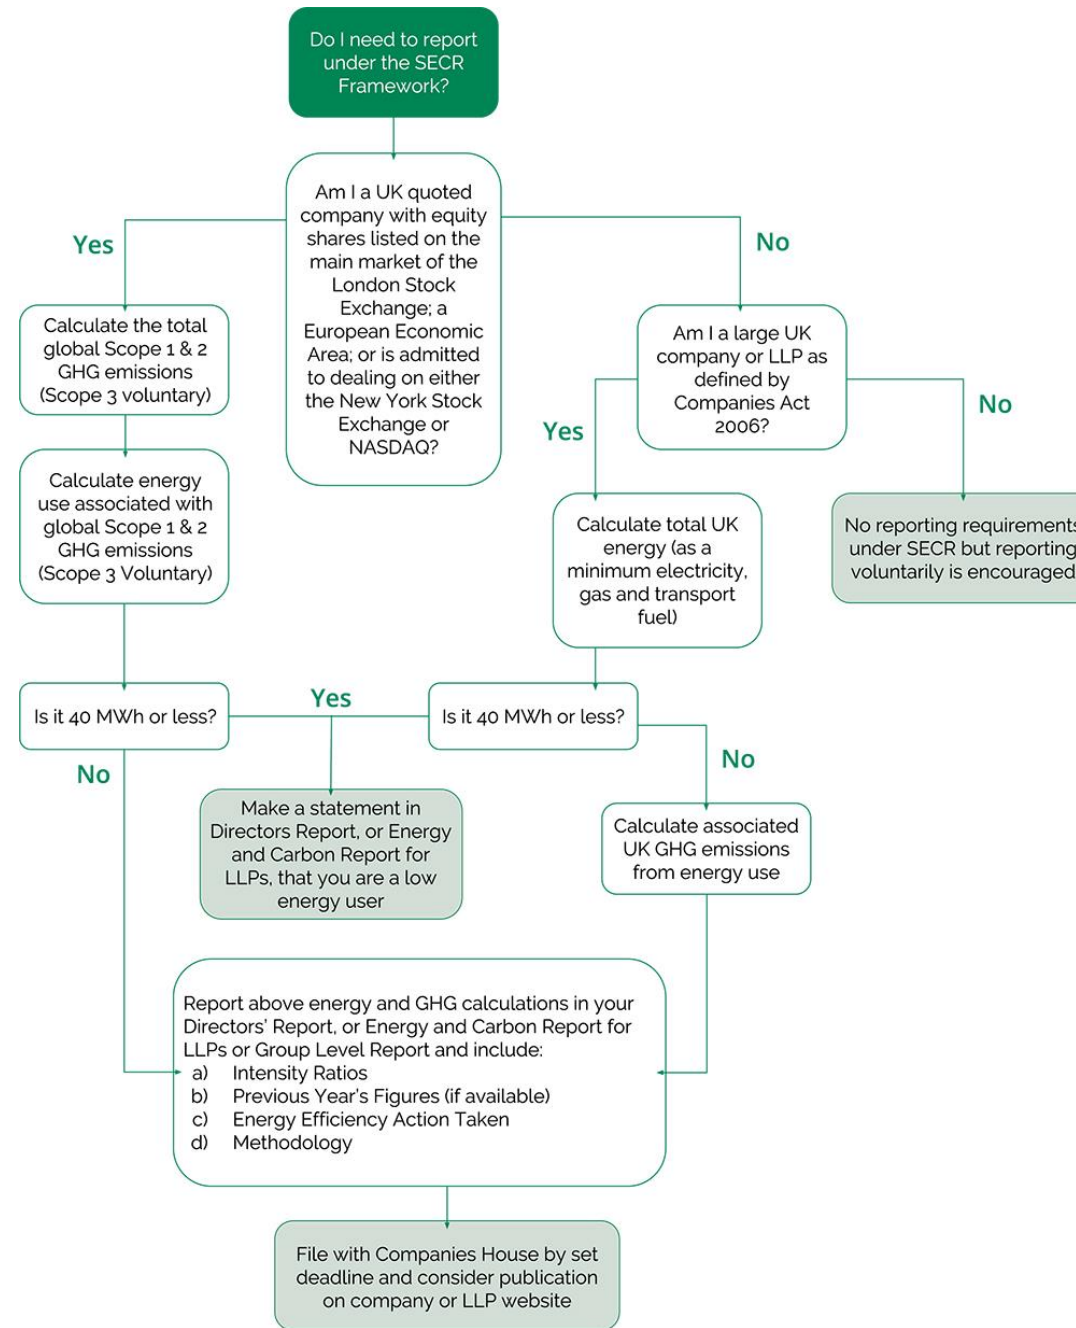 Do I need to report
under the SECR
Framework?
Am I a UK quoted
company with equity
shares listed on the
main market of the
London Stock
Exchange; a
European Economic
Area; or is admitted
to dealing on either
the New York Stock
Exchange or
NASDAQ?
Yes
No
Calculate the total
global Scope 1 & 2
GHG emissions
(Scope 3 voluntary)
Am I a large UK
company or LLP as
defined by
Companies Act
2006?
Yes
No
Calculate energy
use associated with
global Scope 1 & 2
GHG emissions
(Scope 3 Voluntary)
Calculate total UK
energy (as a
minimum electricity,
gas and transport
fuel)
No reporting requirements
under SECR but reporting
voluntarily is encouraged
Is it 40 MWh or less?
Yes
Is it 40 MWh or less?
No
No
Make a statement in
Directors Report, or Energy
and Carbon Report for
LLPs, that you are a low
energy user
Calculate associated
UK GHG emissions
from energy use
Report above energy and GHG calculations in your
Directors' Report, or Energy and Carbon Report for
LLPs or Group Level Report and include:
a) Intensity Ratios
b) Previous Year's Figures (if available)
c) Energy Efficiency Action Taken
d) Methodology
File with Companies House by set
deadline and consider publication
on company or LLP website